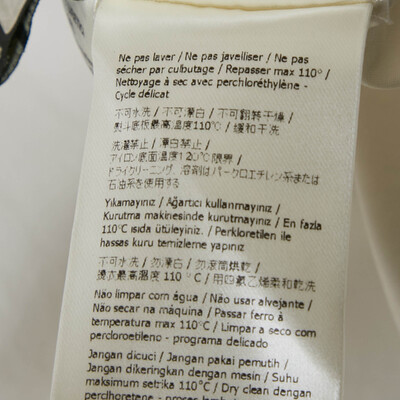 Ne pas laver / Ne pas javelliser / Ne pas
sécher par culbutage / Repasser max 110° /
Nettoyage à sec avec perchloréthylène -
Cycle délicat
不可水洗 / 不可漂白 / 不可翻转干燥 /
熨斗底板最高温度110℃ / 缓和干洗
洗濯禁止 / 漂白禁止 /
アイロン底面温度120℃限界 /
ドライクリーニング、溶剤はパークロエチレン系または
石油系を使用する
Yıkamayınız / Ağartıcı kullanmayınız /
Kurutma makinesinde kurutmayınız / En fazla
110°C ısıda ütüleyiniz. / Perkloretilen ile
hassas kuru temizleme yapınız
不可水洗 / 勿漂白 / 勿滾筒烘乾 /
燙衣最高溫度 110 °C / 用四氯乙烯柔和乾洗
Não limpar com água / Não usar alvejante /
Não secar na máquina / Passar ferro à
temperatura max 110°C / Limpar a seco com
percloroetileno - programa delicado
Jangan dicuci / Jangan pakai pemutih /
Jangan dikeringkan dengan mesin / Suhu
maksimum setrika 110°C / Dry clean dengan